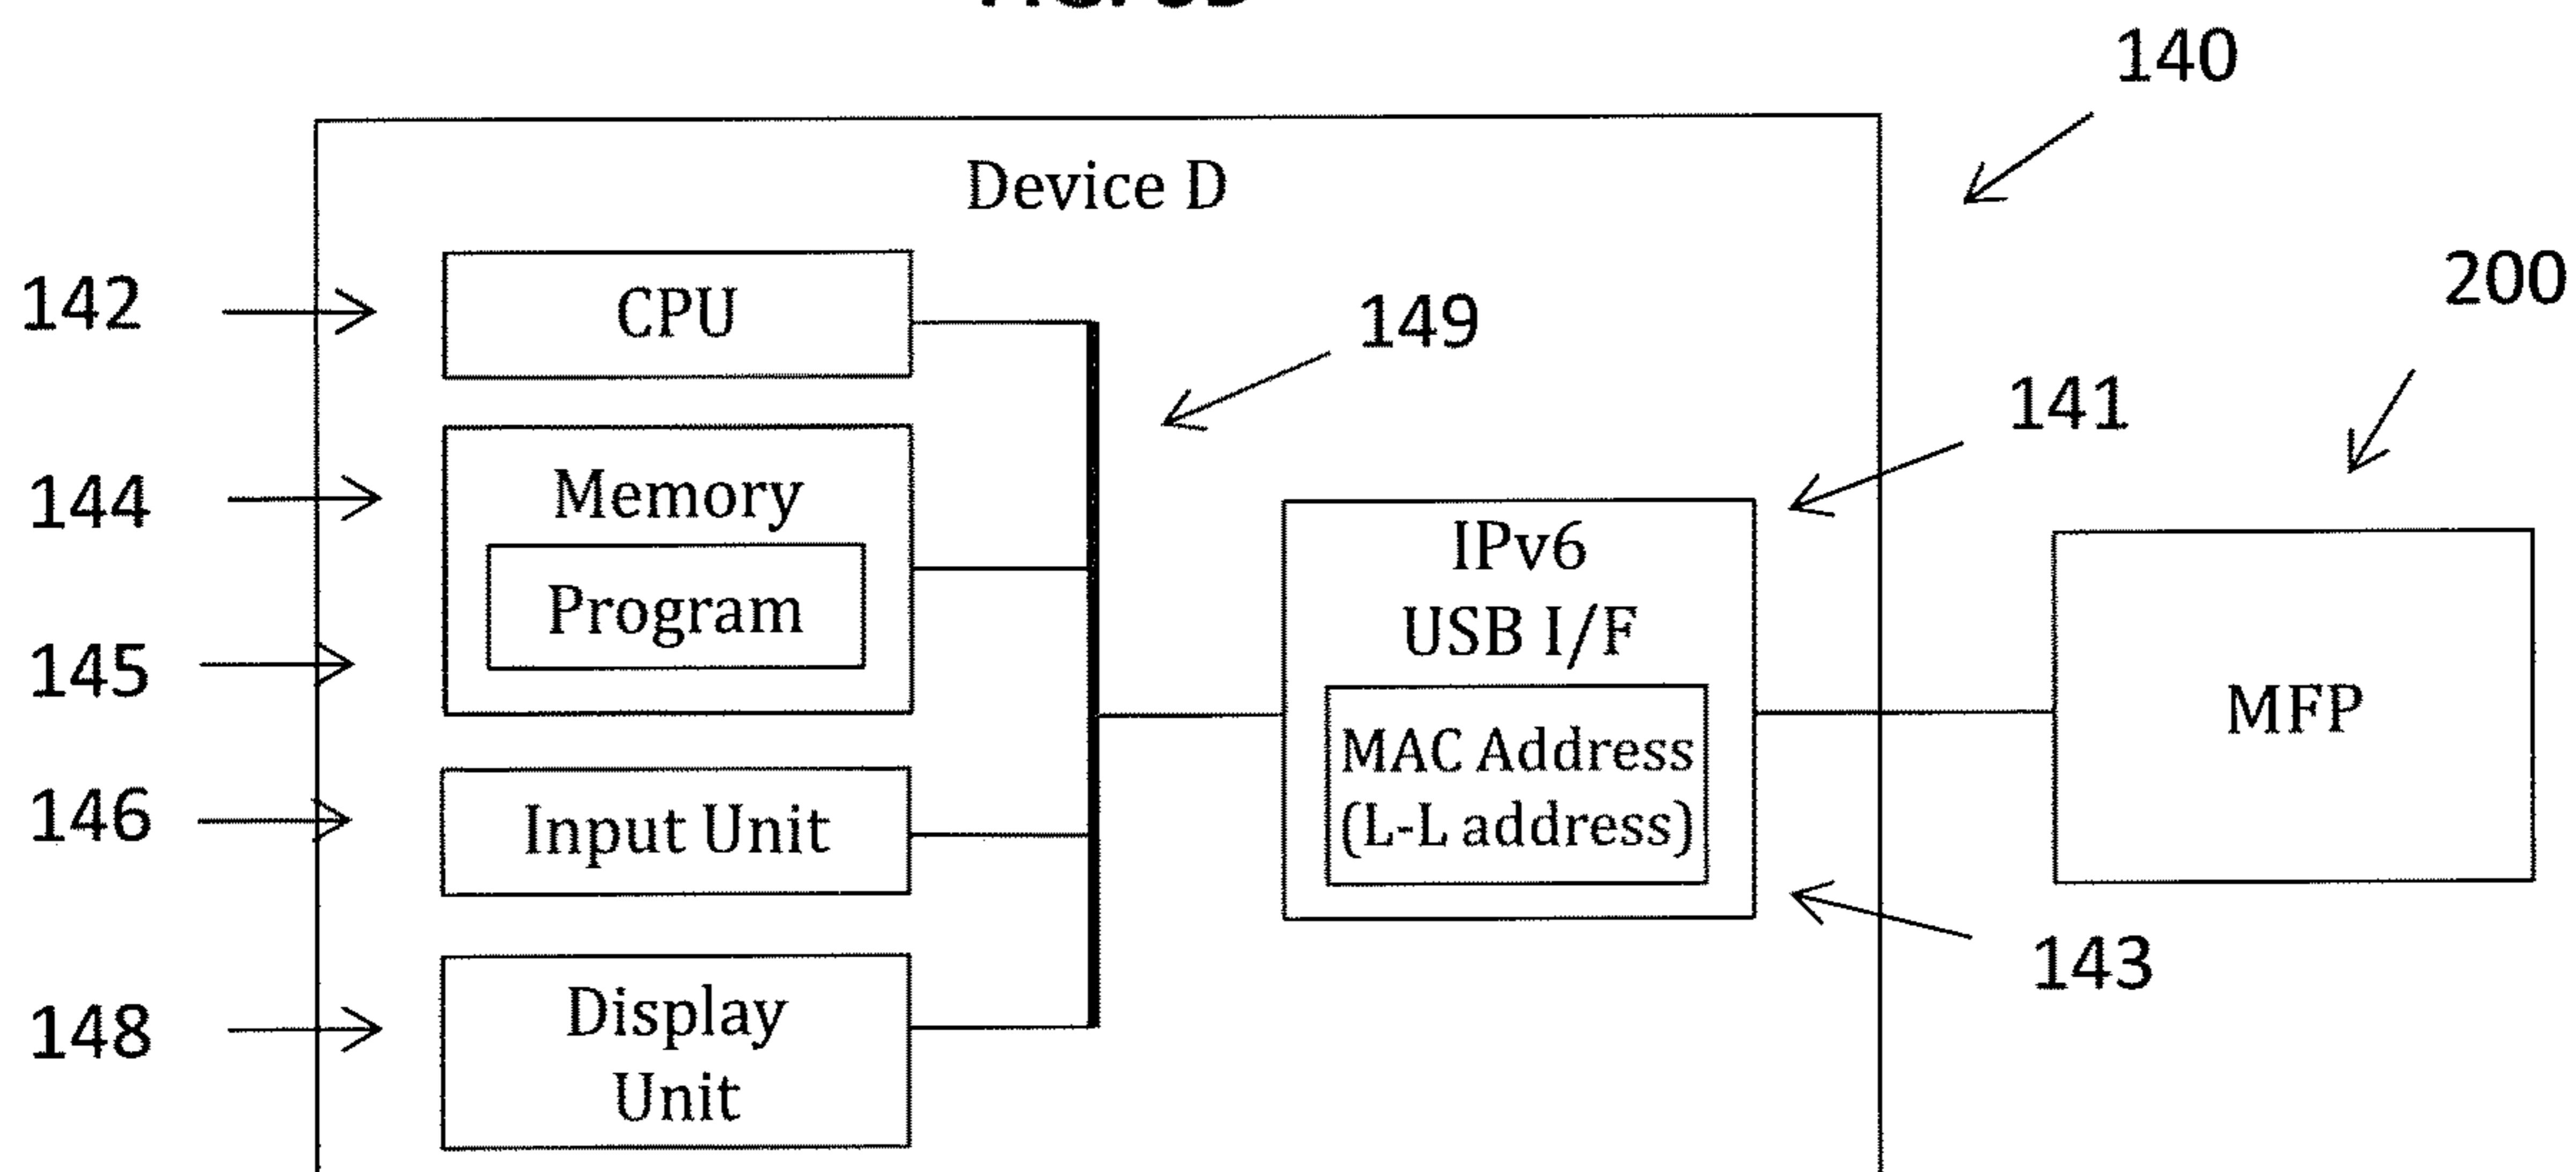 140
Device D
142
CPU
149
200
141
144
Memory
Program
IPv6
USB I/F
145
MAC Address
(L-L address)
MFP
146
Input Unit
143
148
Display
Unit